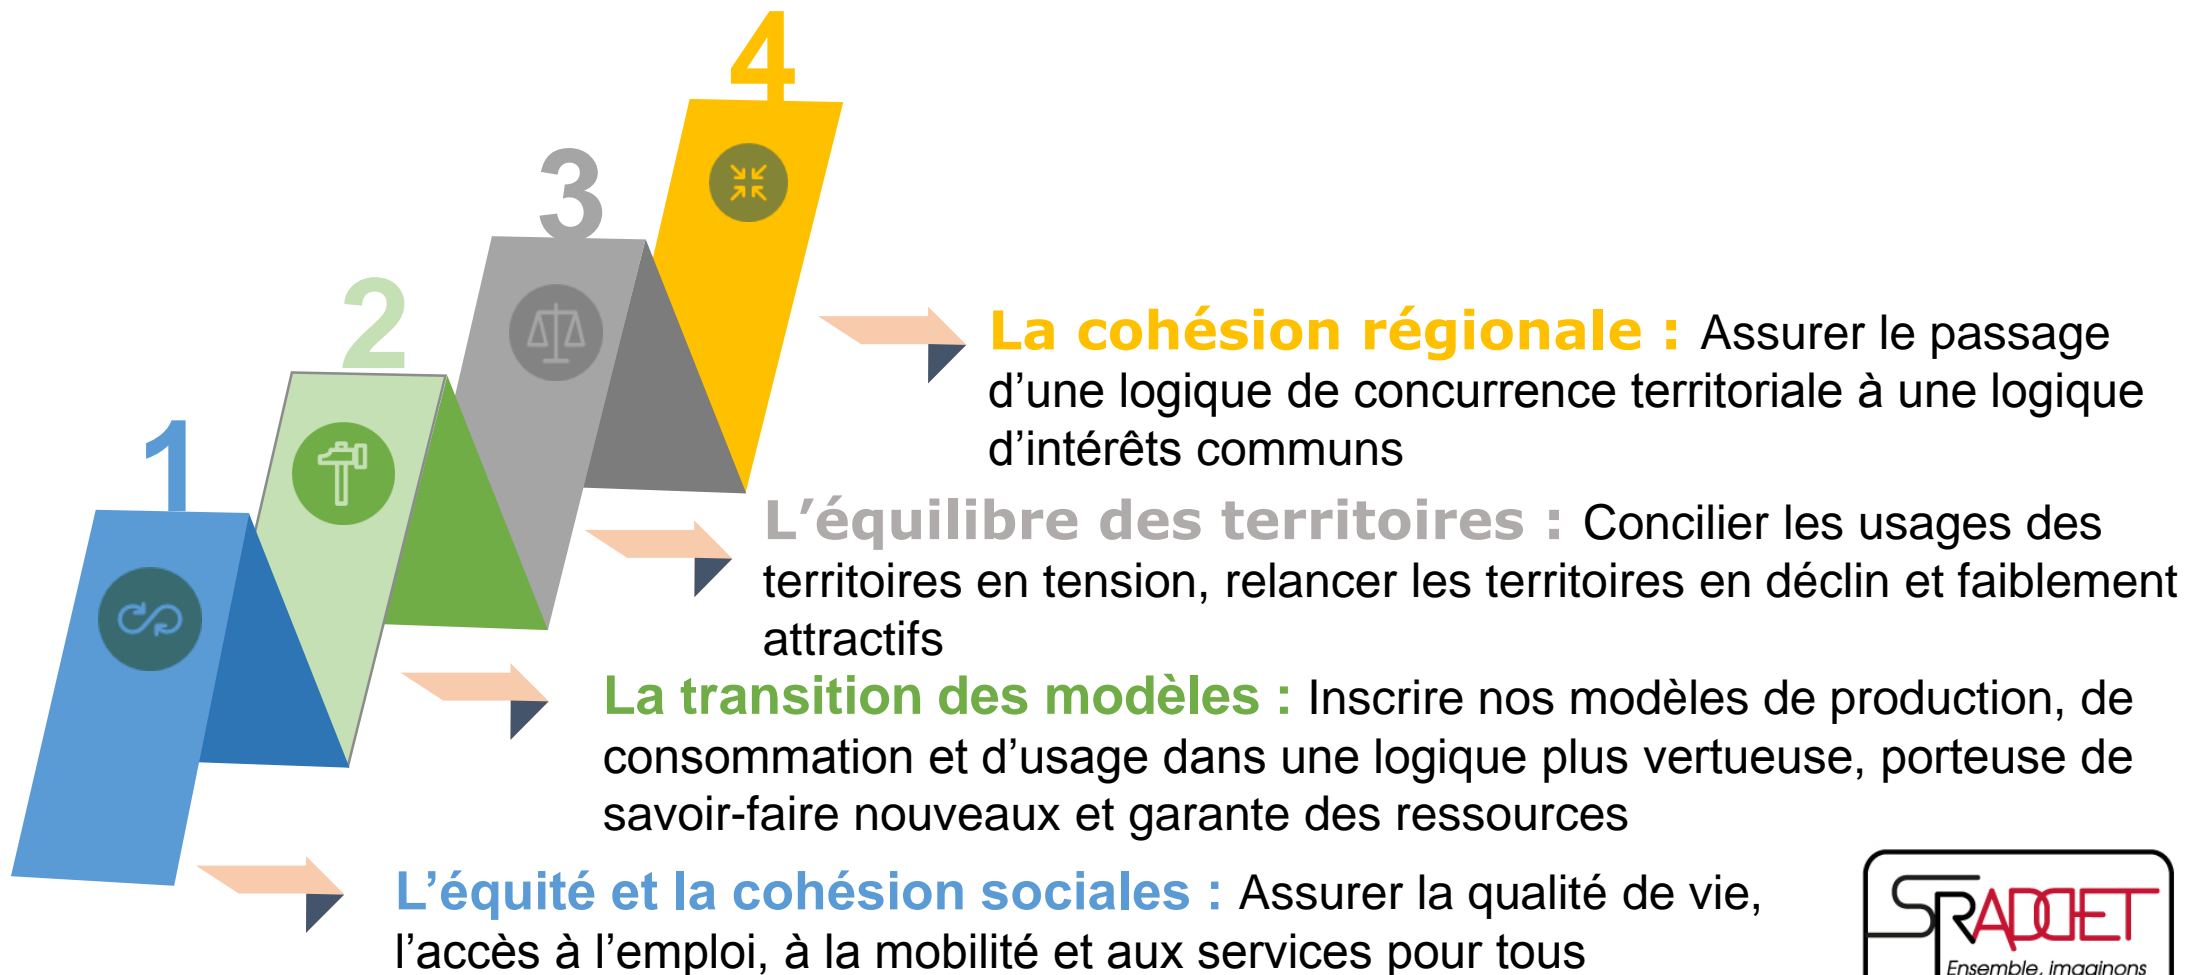 4
3
2
1
La cohésion régionale : Assurer le passage
d’une logique de concurrence territoriale à une logique
d’intérêts communs
L’équilibre des territoires : Concilier les usages des
territoires en tension, relancer les territoires en déclin et faiblement
attractifs
La transition des modèles : Inscrire nos modèles de production, de
consommation et d’usage dans une logique plus vertueuse, porteuse de
savoir-faire nouveaux et garante des ressources
L’équité et la cohésion sociales : Assurer la qualité de vie,
l’accès à l’emploi, à la mobilité et aux services pour tous
SRADDET
Ensemble, imaginons